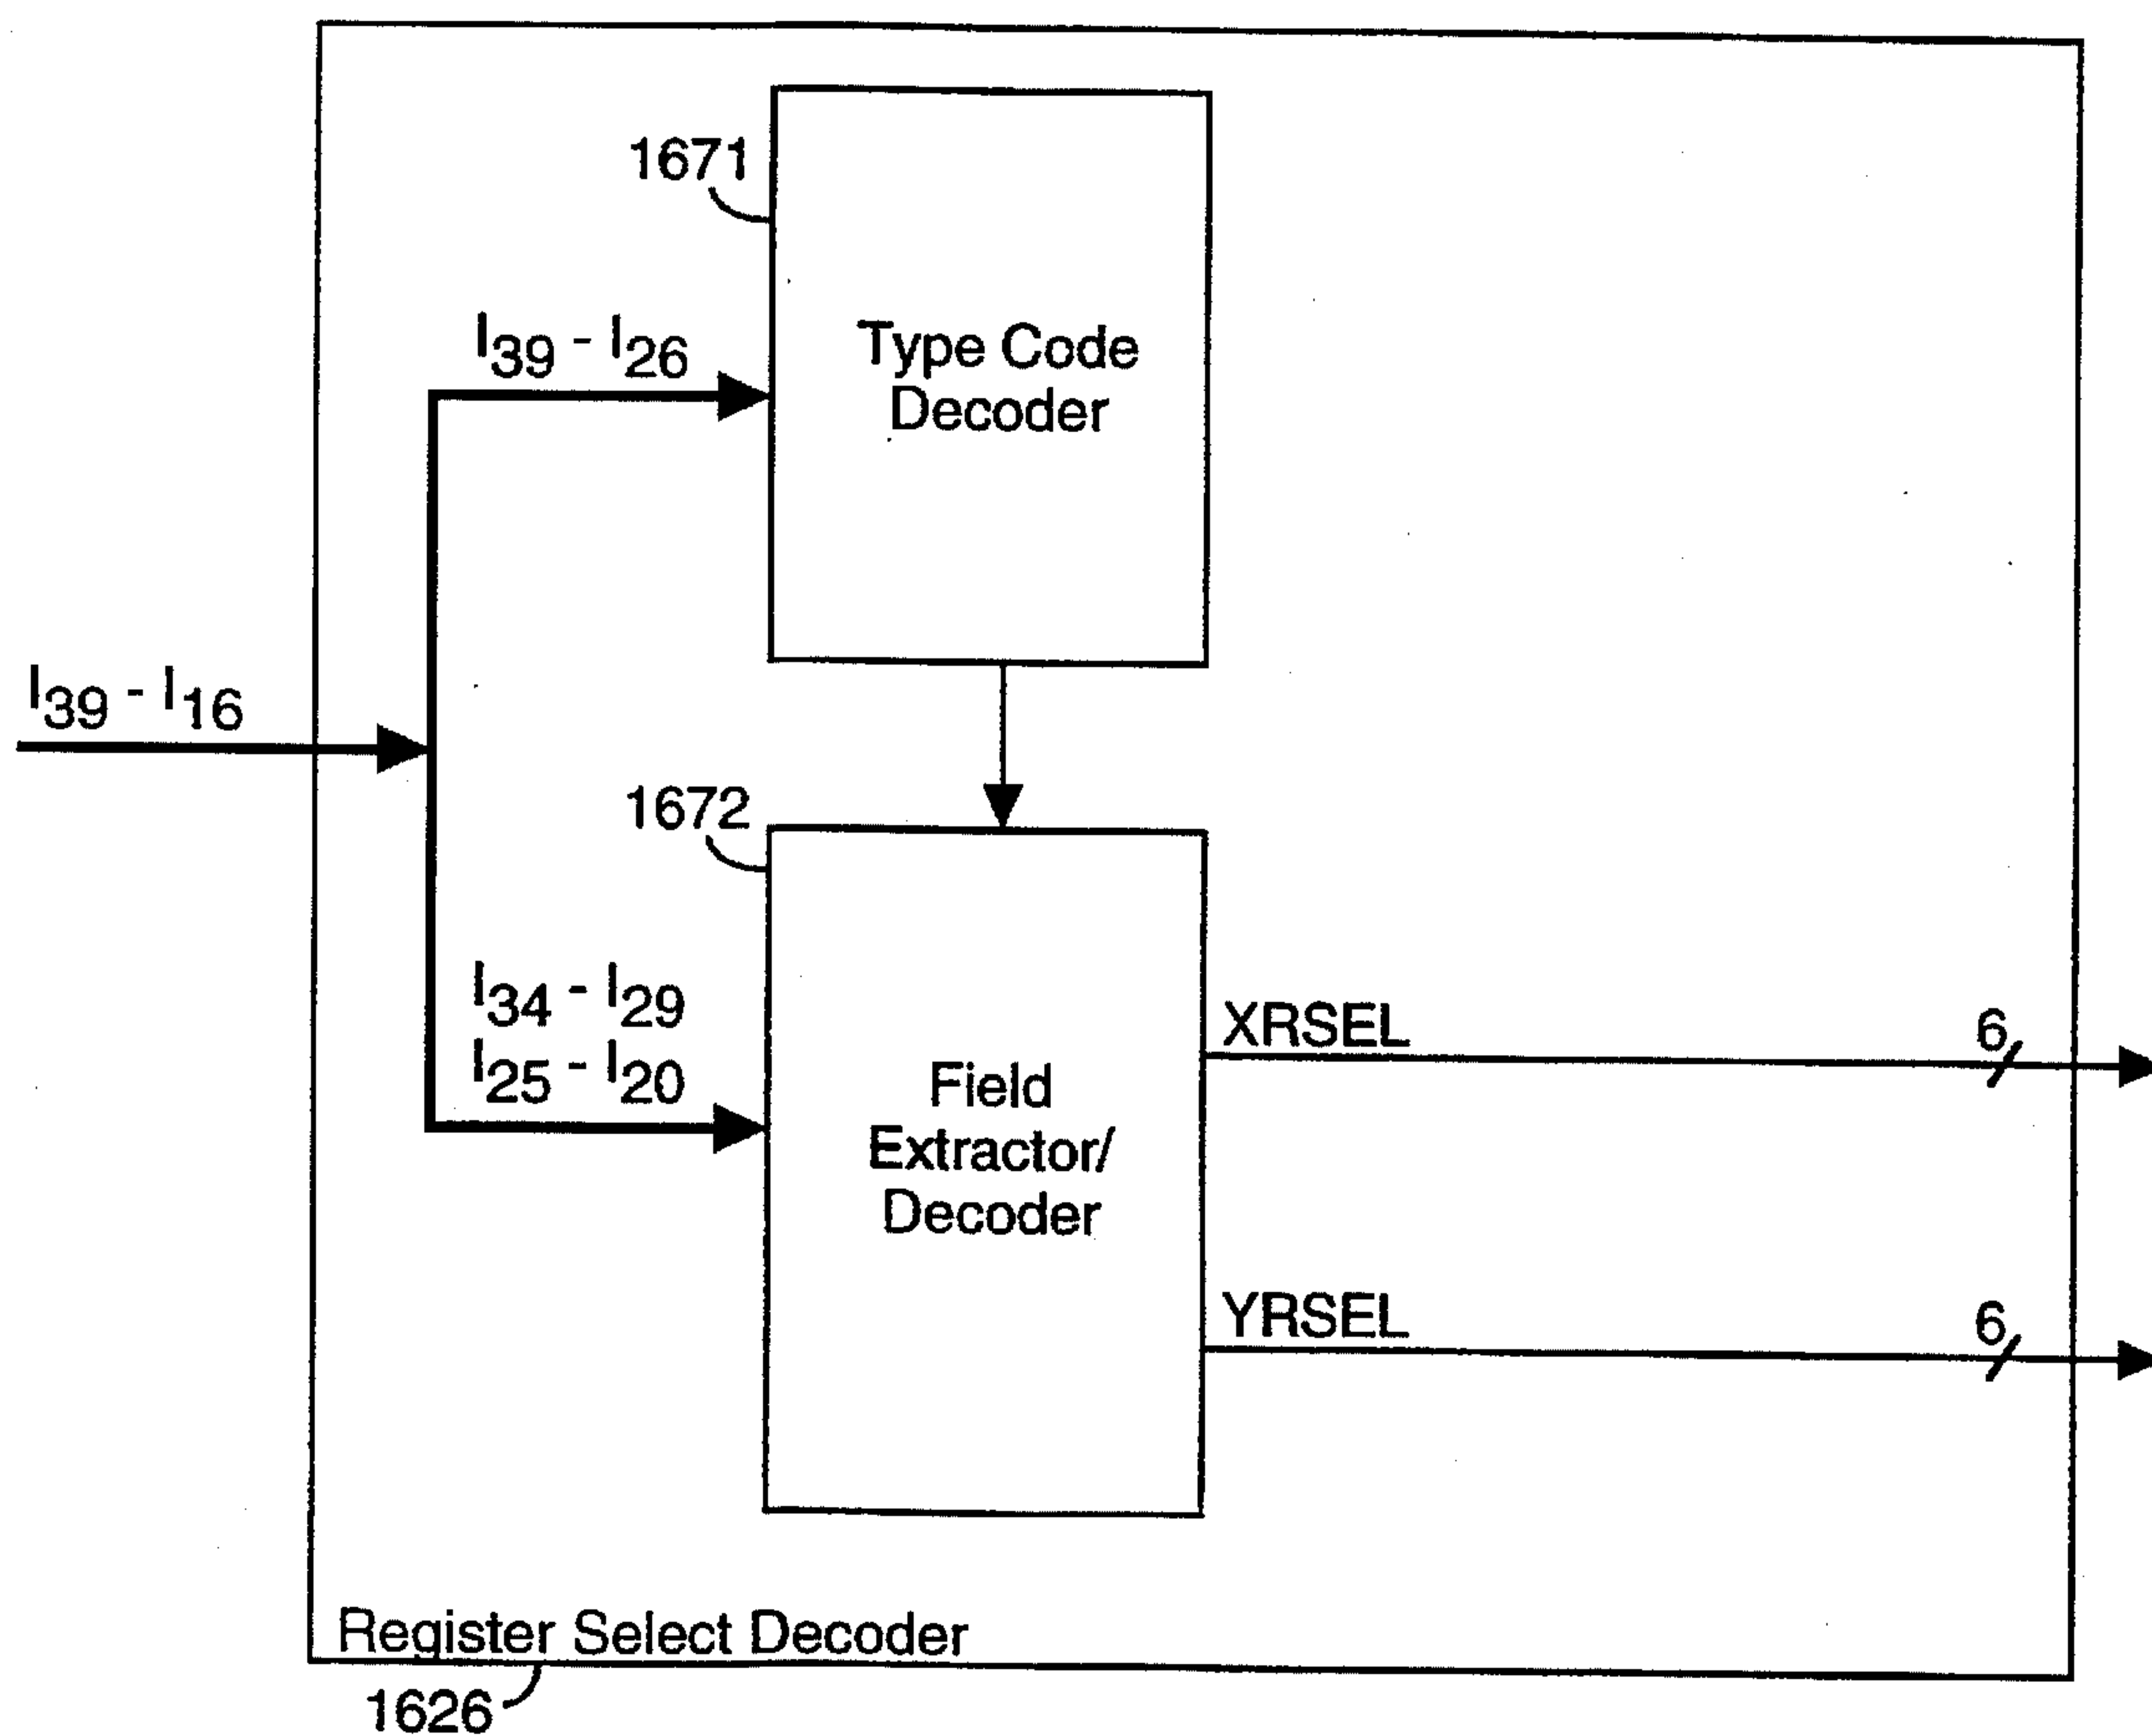 1671
I39 - I26
Type Code
Decoder
I39 - I16
1672
I34 - I29
I25 - I20
Field
Extractor/
Decoder
XRSEL
6
YRSEL
6
Register Select Decoder
1626